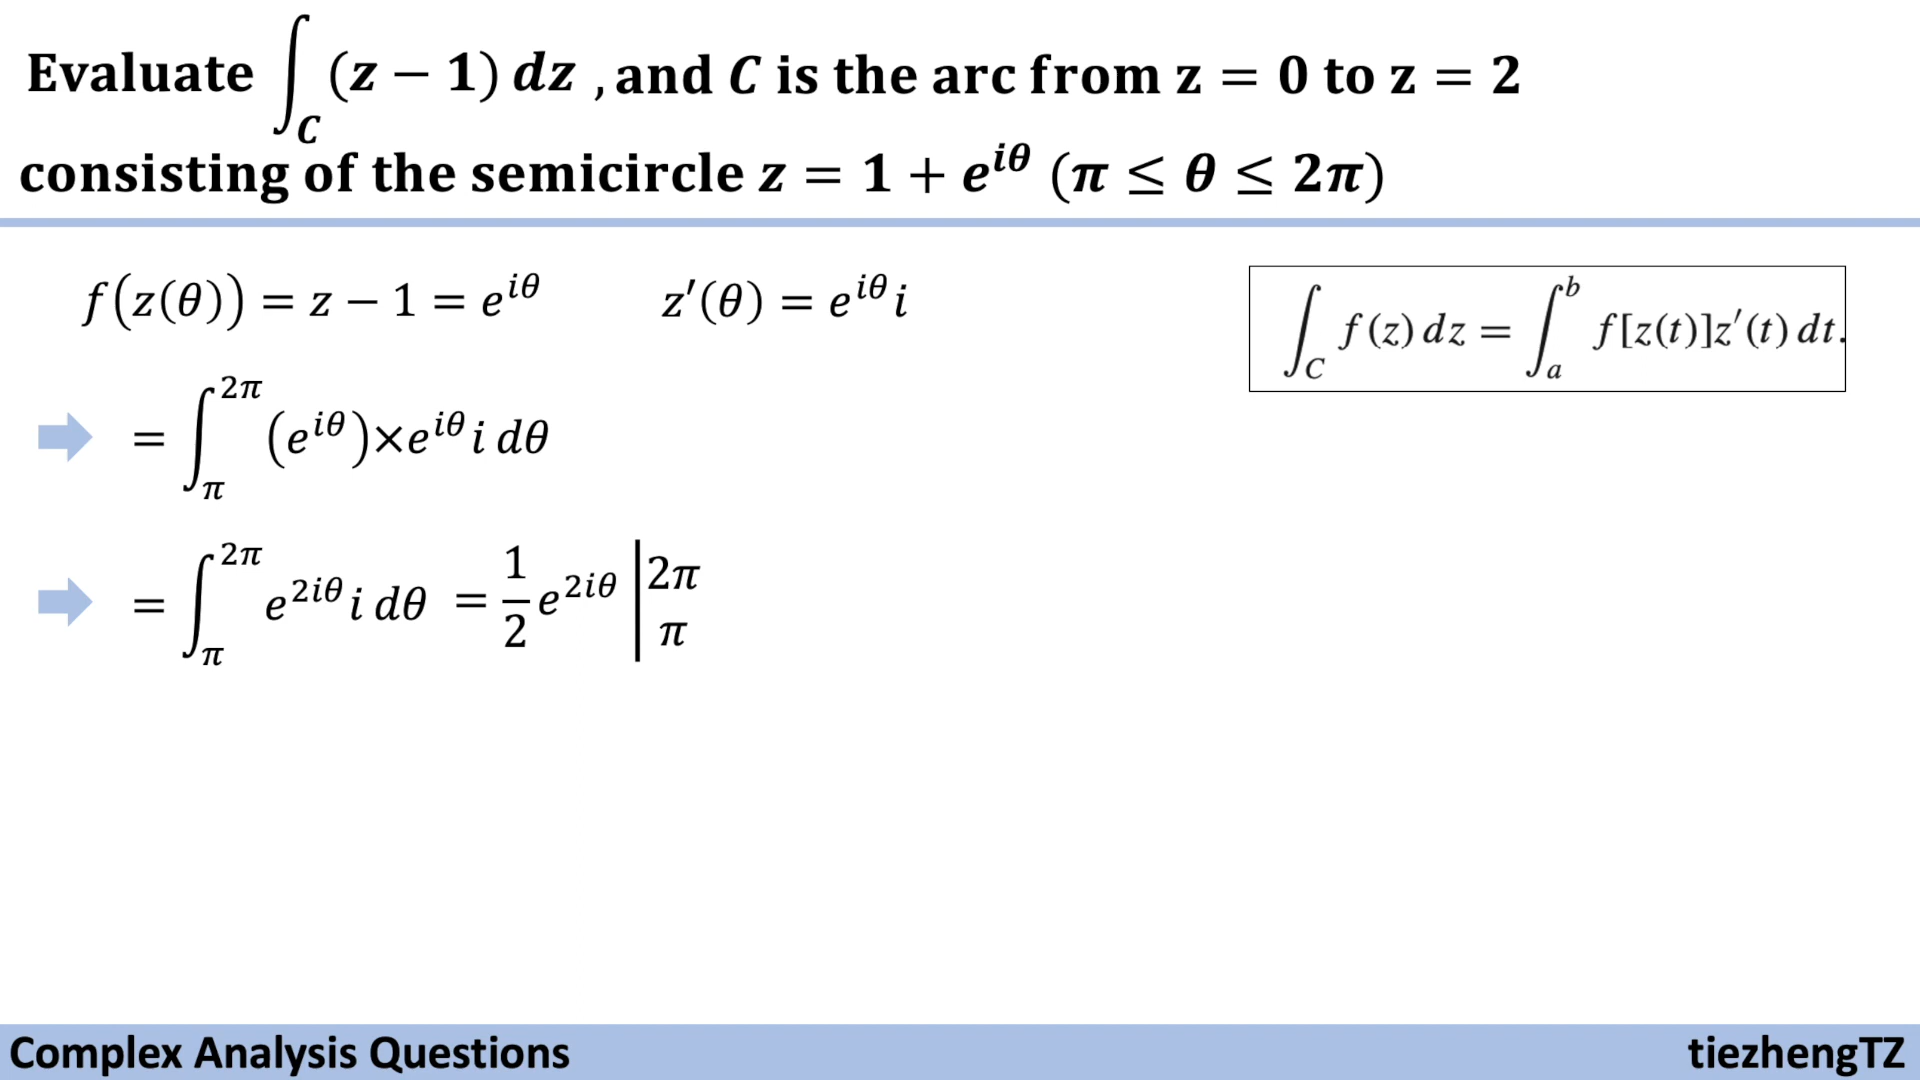 Evaluate ∫_C (z − 1) dz , and C is the arc from z = 0 to z = 2
consisting of the semicircle z = 1 + e^{iθ} (π ≤ θ ≤ 2π)
f(z(θ)) = z − 1 = e^{iθ} z′(θ) = e^{iθ} i
∫_C f(z) dz = ∫_a^b f[z(t)]z′(t) dt.
= ∫_π^{2π} (e^{iθ})×e^{iθ} i dθ
= ∫_π^{2π} e^{2iθ} i dθ = 1/2 e^{2iθ} |_π^{2π}
Complex Analysis Questions
tiezhengTZ